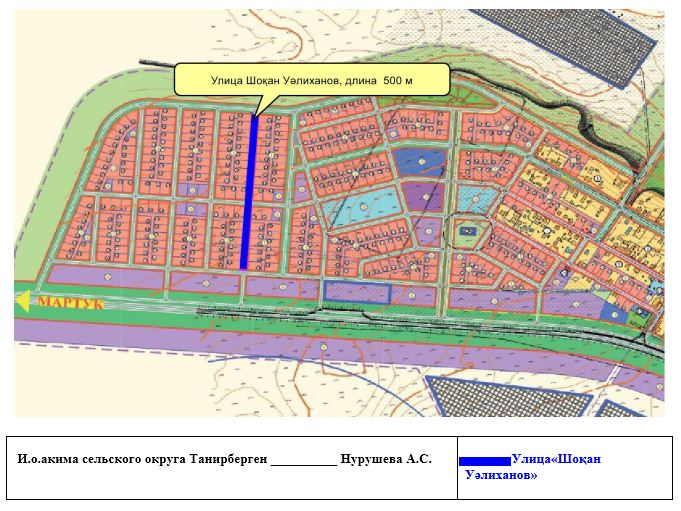 Улица Шоқан Уәлиханов, длина 500 м
МАРТУК
И.о.акима сельского округа Танирберген __________ Нурушева А.С.
Улица«Шоқан
Уәлиханов»